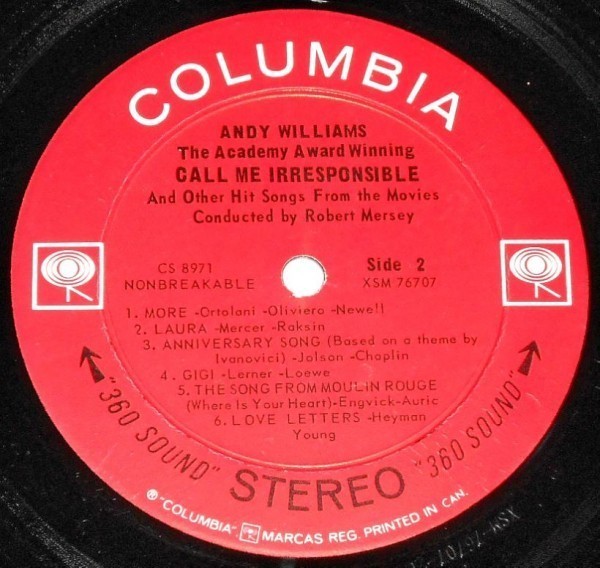 COLUMBIA
ANDY WILLIAMS
The Academy Award Winning
CALL ME IRRESPONSIBLE
And Other Hit Songs From the Movies
Conducted by Robert Mersey
CS 8971
NONBREAKABLE
Side 2
XSM 76707
1. MORE -Ortolani -Oliviero -Newell
2. LAURA -Mercer -Raksin
3. ANNIVERSARY SONG (Based on a theme by
Ivanovici) -Jolson -Chaplin
4. GIGI -Lerner -Loewe
5. THE SONG FROM MOULIN ROUGE
(Where Is Your Heart)-Engvick-Auric
6. LOVE LETTERS -Heyman
Young
"360 SOUND" STEREO "360 SOUND"
® "COLUMBIA", MARCAS REG. PRINTED IN CAN.